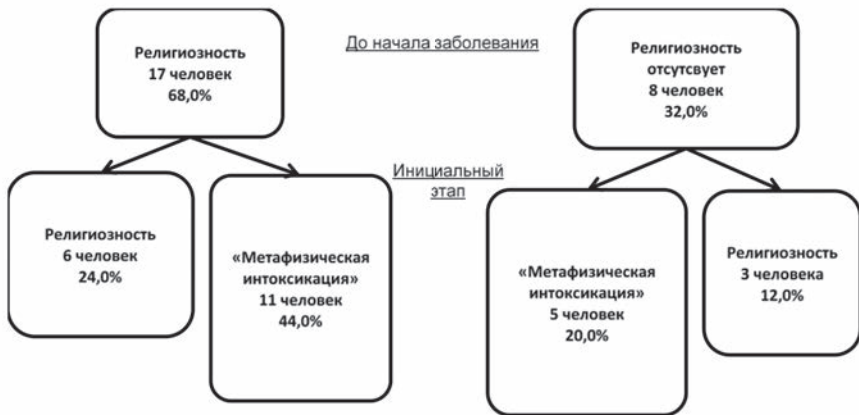 До начала заболевания
Религиозность
17 человек
68,0%
Религиозность
отсутсвует
8 человек
32,0%
Инициальный
этап
Религиозность
6 человек
24,0%
«Метафизическая
интоксикация»
11 человек
44,0%
«Метафизическая
интоксикация»
5 человек
20,0%
Религиозность
3 человека
12,0%